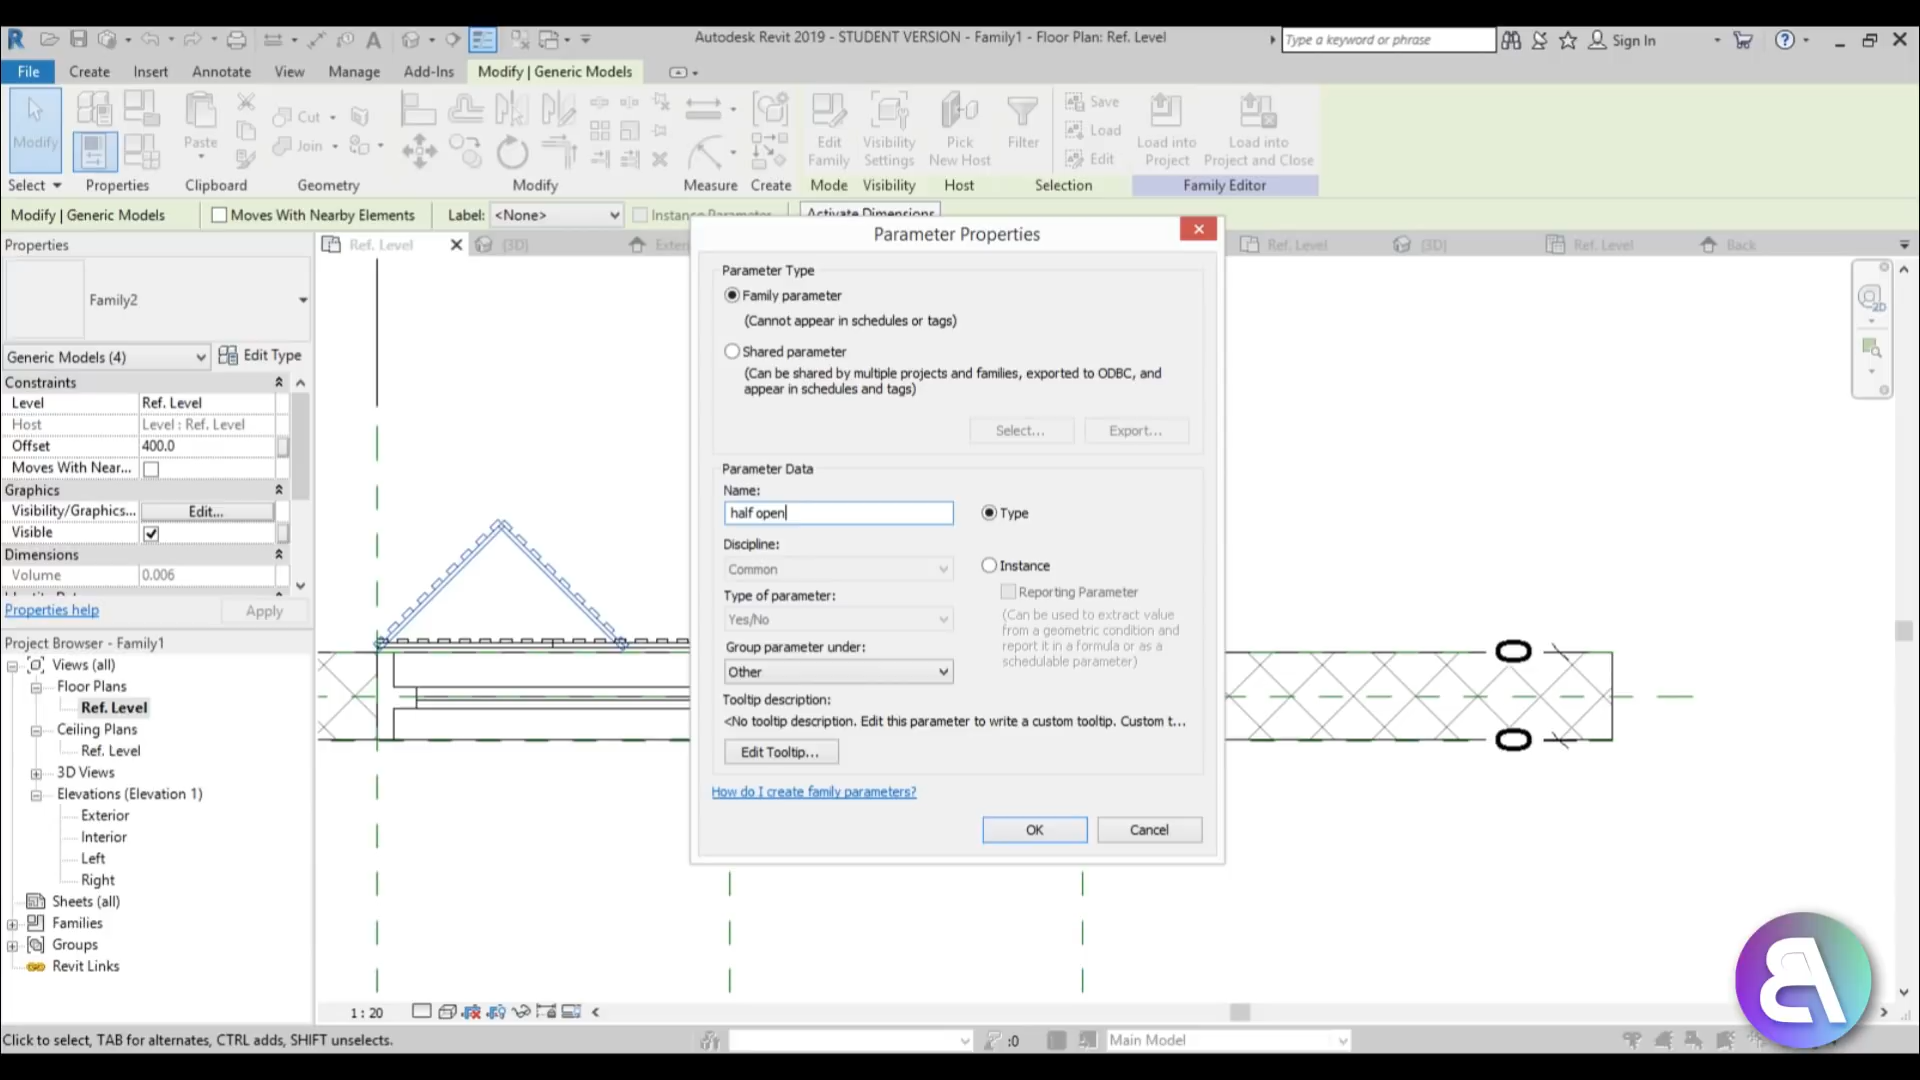 Autodesk Revit 2019 - STUDENT VERSION - Family1 - Floor Plan: Ref. Level
Type a keyword or phrase
Sign In
File Create Insert Annotate View Manage Add-Ins Modify | Generic Models
Modify
Paste
Cut
Join
Edit Family
Visibility Settings
Pick New Host
Filter
Save
Load
Edit
Load into Project
Load into Project and Close
Select Properties Clipboard Geometry Modify Measure Create Mode Visibility Host Selection Family Editor
Modify | Generic Models Moves With Nearby Elements Label: <None> Instance Parameter Activate Dimensions
Properties
Ref. Level
{3D}
Exteri
Ref. Level
{3D}
Ref. Level
Back
Family2
Generic Models (4) Edit Type
Constraints
Level Ref. Level
Host Level : Ref. Level
Offset 400.0
Moves With Near...
Graphics
Visibility/Graphics... Edit...
Visible
Dimensions
Volume 0.006
Properties help Apply
Project Browser - Family1
Views (all)
Floor Plans
Ref. Level
Ceiling Plans
Ref. Level
3D Views
Elevations (Elevation 1)
Exterior
Interior
Left
Right
Sheets (all)
Families
Groups
Revit Links
Parameter Properties
Parameter Type
Family parameter
(Cannot appear in schedules or tags)
Shared parameter
(Can be shared by multiple projects and families, exported to ODBC, and
appear in schedules and tags)
Select... Export...
Parameter Data
Name:
half open
Type
Discipline:
Common
Instance
Reporting Parameter
Type of parameter:
Yes/No
(Can be used to extract value
from a geometric condition and
report it in a formula or as a
schedulable parameter)
Group parameter under:
Other
Tooltip description:
<No tooltip description. Edit this parameter to write a custom tooltip. Custom t...
Edit Tooltip...
How do I create family parameters?
OK Cancel
2D
1 : 20
Click to select, TAB for alternates, CTRL adds, SHIFT unselects.
:0
Main Model